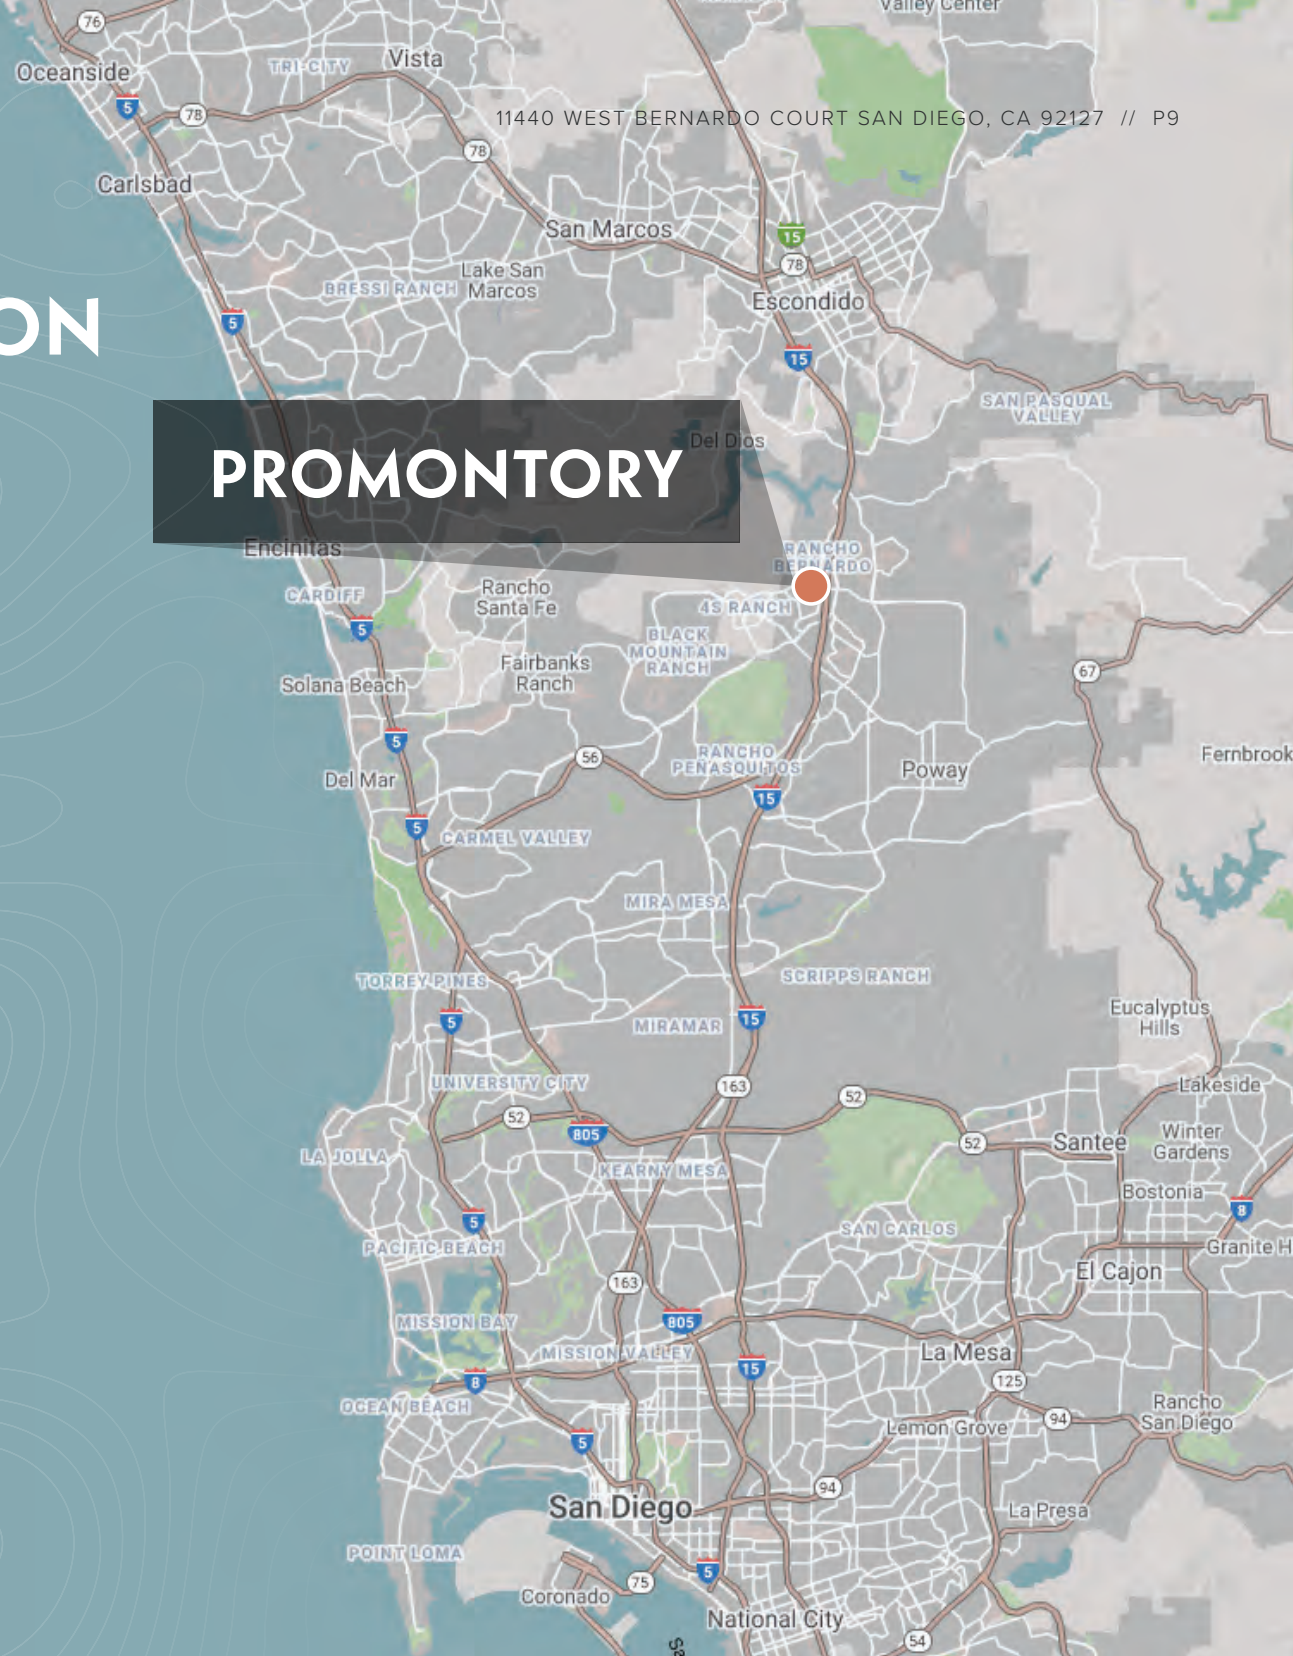 Valley Center
76
Oceanside
Vista
TRI-CITY
5
78
11440 WEST BERNARDO COURT SAN DIEGO, CA 92127 // P9
78
Carlsbad
San Marcos
15
78
Lake San
Marcos
BRESSI RANCH
Escondido
ON
5
15
SAN PASQUAL
VALLEY
Del Dios
PROMONTORY
Encinitas
RANCHO
BERNARDO
CARDIFF
Rancho
Santa Fe
4S RANCH
5
BLACK
MOUNTAIN
RANCH
Fairbanks
Ranch
67
Solana Beach
5
56
RANCHO
PEÑASQUITOS
Poway
Fernbrook
Del Mar
15
5
CARMEL VALLEY
MIRA MESA
TORREY PINES
SCRIPPS RANCH
Eucalyptus
Hills
5
MIRAMAR
15
UNIVERSITY CITY
163
52
Lakeside
52
805
52
Santee
Winter
Gardens
LA JOLLA
KEARNY MESA
Bostonia
5
8
SAN CARLOS
PACIFIC BEACH
Granite H
El Cajon
163
MISSION BAY
805
MISSION VALLEY
La Mesa
15
8
125
OCEAN BEACH
Rancho
San Diego
94
Lemon Grove
5
94
San Diego
La Presa
POINT LOMA
5
75
Coronado
National City
54
Sa